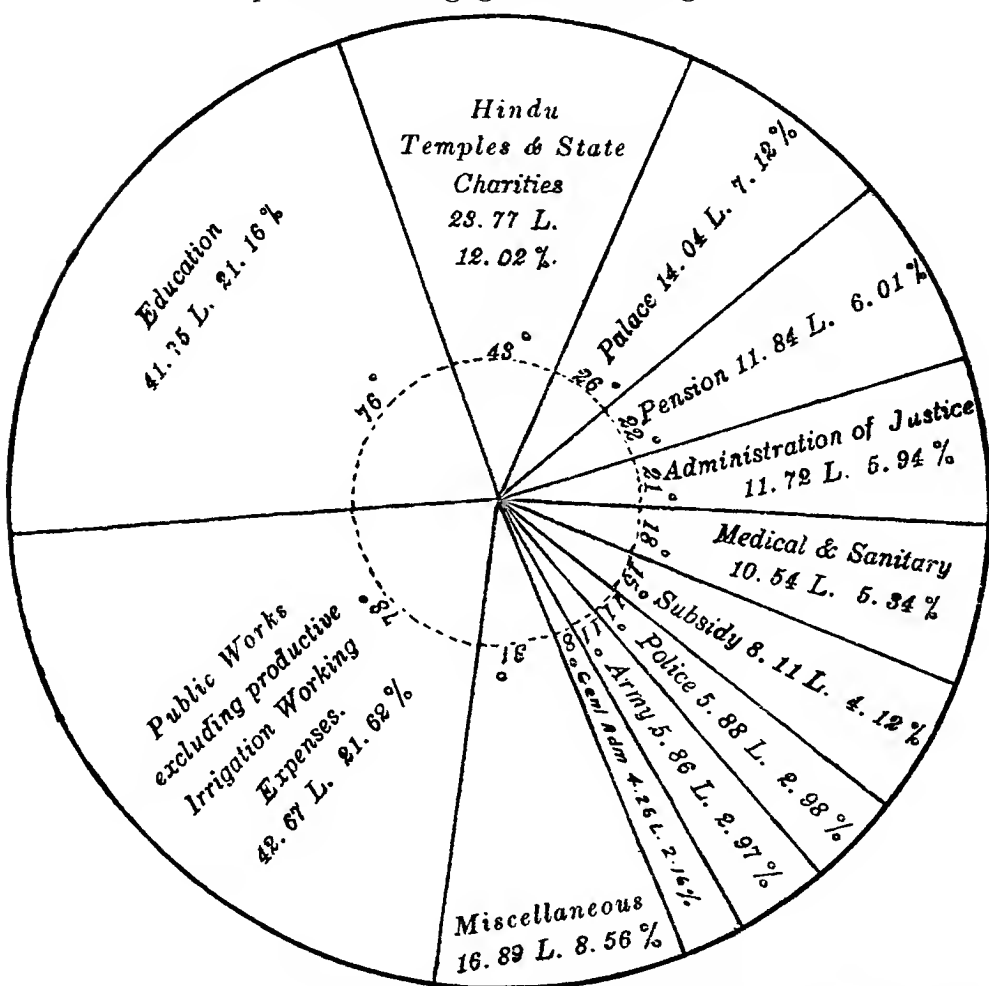 Hindu
Temples & State
Charities
23.77 L.
12.02 %.
43°
Palace 14.04 L. 7.12 %
26°
Pension 11.84 L. 6.01 %
22°
Administration of Justice
11.72 L. 5.94 %
21°
Medical & Sanitary
10.54 L. 5.34 %
18°
Subsidy 8.11 L. 4.12 %
15°
Police 5.88 L. 2.98 %
11°
Army 5.86 L. 2.97 %
11°
Genl Adm 4.26 L. 2.16 %
8°
Miscellaneous
16.89 L. 8.56 %
31°
Public Works
excluding productive
Irrigation Working
Expenses.
42.67 L. 21.62 %
78°
Education
41.75 L. 21.16 %
76°